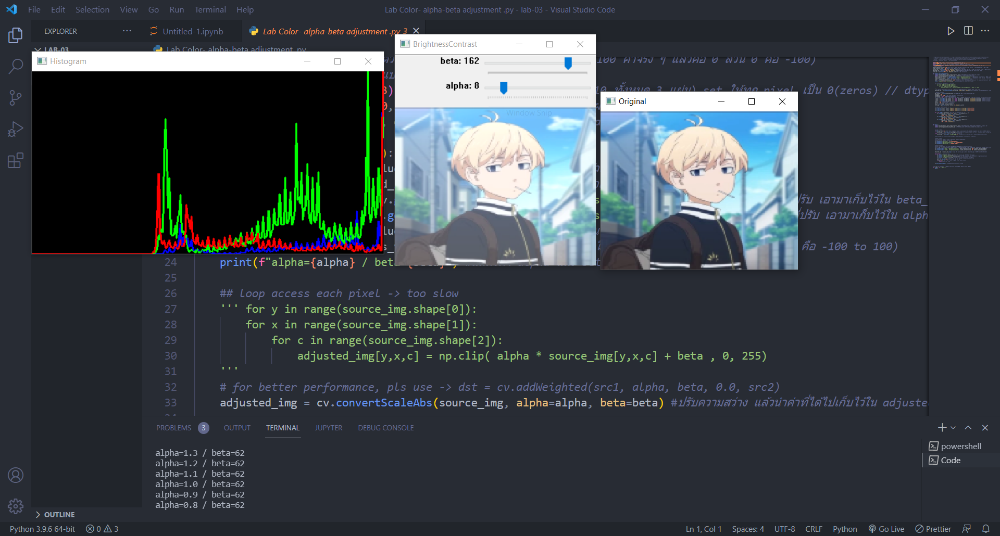 File Edit Selection View Go Run Terminal Help
Lab Color- alpha-beta adjustment .py - lab-03 - Visual Studio Code
EXPLORER ···
Untitled-1.ipynb
Lab Color- alpha-beta adjustment .py 3
LAB-03
Lab Color- alpha-beta adjustment .py
Histogram
BrightnessContrast
beta: 162
alpha: 8
Window Snip
Original
100 ค่าจริง ๆ แล้วคือ 0 ส่วน 0 คือ -100)
10 ทั้งหมด 3 แผ่น) set ให้ทุก pixel เป็น 0(zeros) // dtyp
ปรับ เอามาเก็บไว้ใน beta_
ที่ปรับ เอามาเก็บไว้ใน alph
คือ -100 to 100)
24 print(f"alpha={alpha} / bet
25
26 ## loop access each pixel -> too slow
27 ''' for y in range(source_img.shape[0]):
28 for x in range(source_img.shape[1]):
29 for c in range(source_img.shape[2]):
30 adjusted_img[y,x,c] = np.clip( alpha * source_img[y,x,c] + beta , 0, 255)
31 '''
32 # for better performance, pls use -> dst = cv.addWeighted(src1, alpha, beta, 0.0, src2)
33 adjusted_img = cv.convertScaleAbs(source_img, alpha=alpha, beta=beta) #ปรับความสว่าง แล้วนำค่าที่ได้ไปเก็บไว้ใน adjuste
PROBLEMS 3 OUTPUT TERMINAL JUPYTER DEBUG CONSOLE
alpha=1.3 / beta=62
alpha=1.2 / beta=62
alpha=1.1 / beta=62
alpha=1.0 / beta=62
alpha=0.9 / beta=62
alpha=0.8 / beta=62
powershell
Code
OUTLINE
Python 3.9.6 64-bit 0 3
Ln 1, Col 1 Spaces: 4 UTF-8 CRLF Python Go Live Prettier